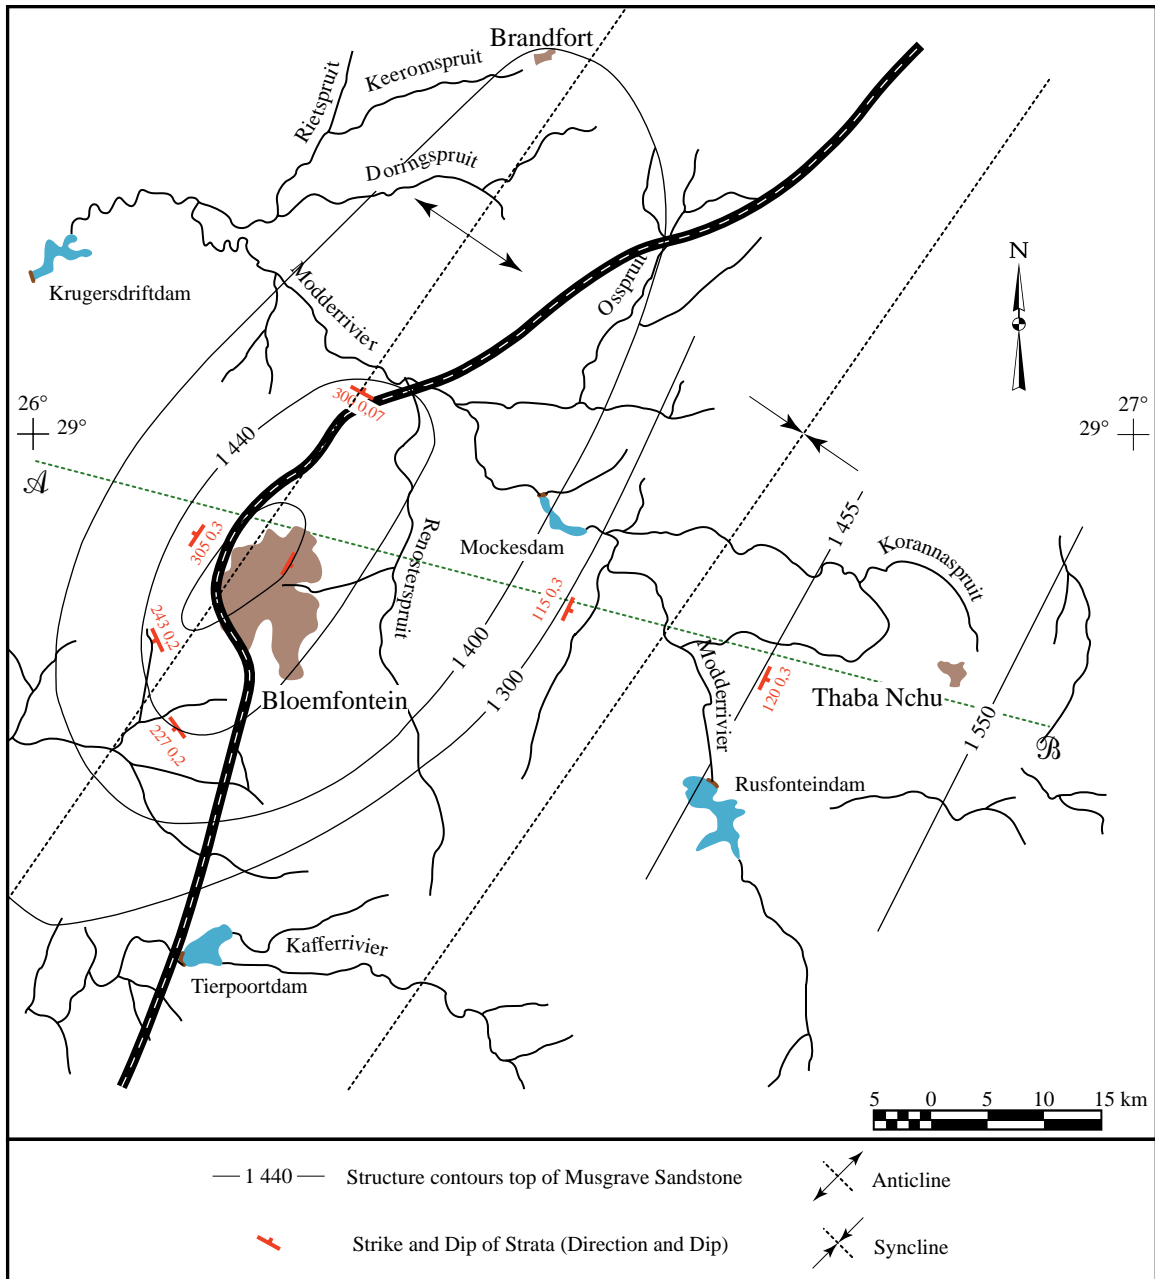 Brandfort
Keeromspruit
Rietspruit
Doringspruit
Krugersdriftdam
Modderrivier
Osspruit
N
26°
29°
27°
29°
300 0,07
1 440
A
305 0,3
Renosterspruit
Mockesdam
1 455
Korannaspruit
115 0,3
243 0,2
1 400
1 300
Modderrivier
120 0,3
Thaba Nchu
Bloemfontein
1 550
B
227 0,2
Rusfonteindam
Kafferrivier
Tierpoortdam
5 0 5 10 15 km
1 440 Structure contours top of Musgrave Sandstone
Anticline
Strike and Dip of Strata (Direction and Dip)
Syncline